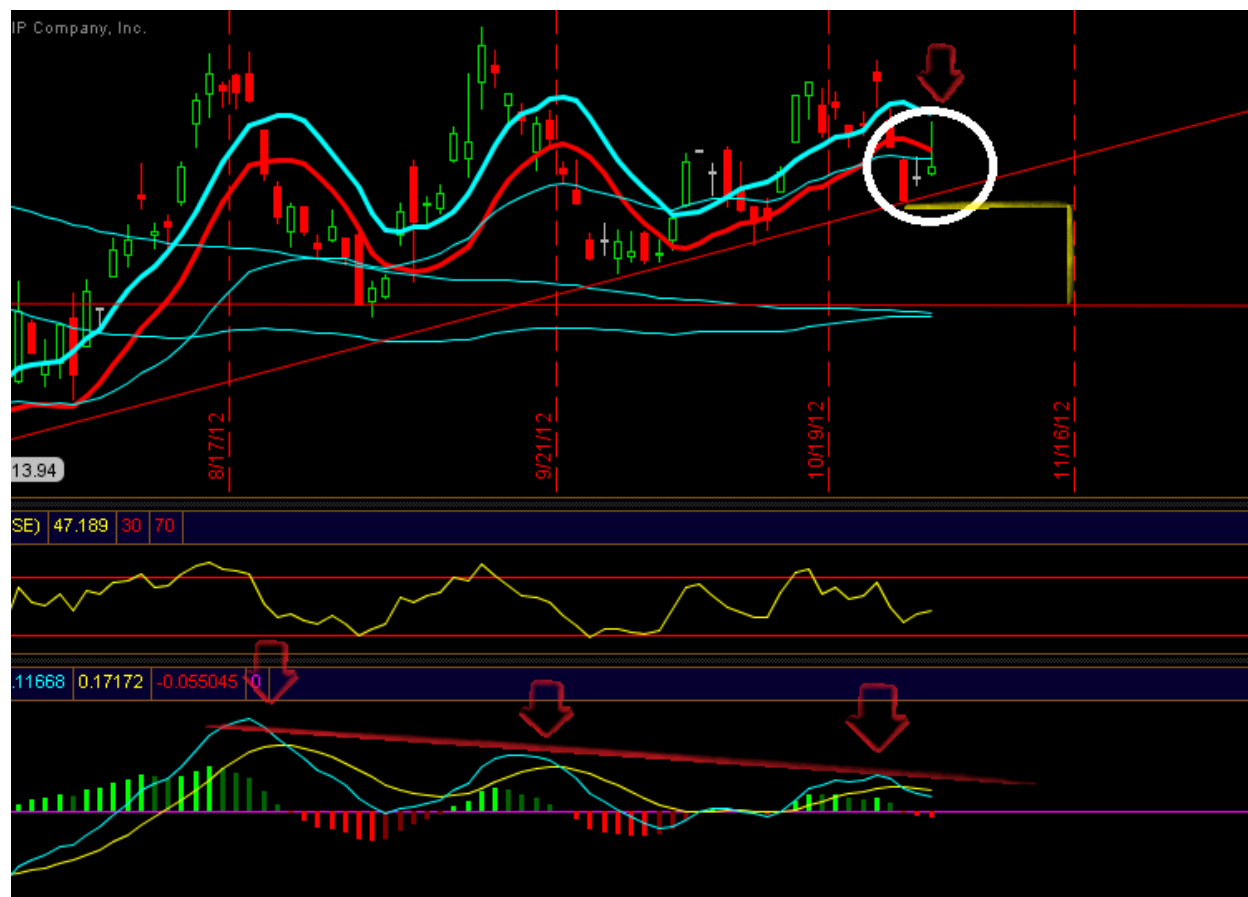 IP Company, Inc.
8/17/12
9/21/12
10/19/12
11/16/12
13.94
SE) 47.189 30 70
.11668 0.17172 -0.055045 0